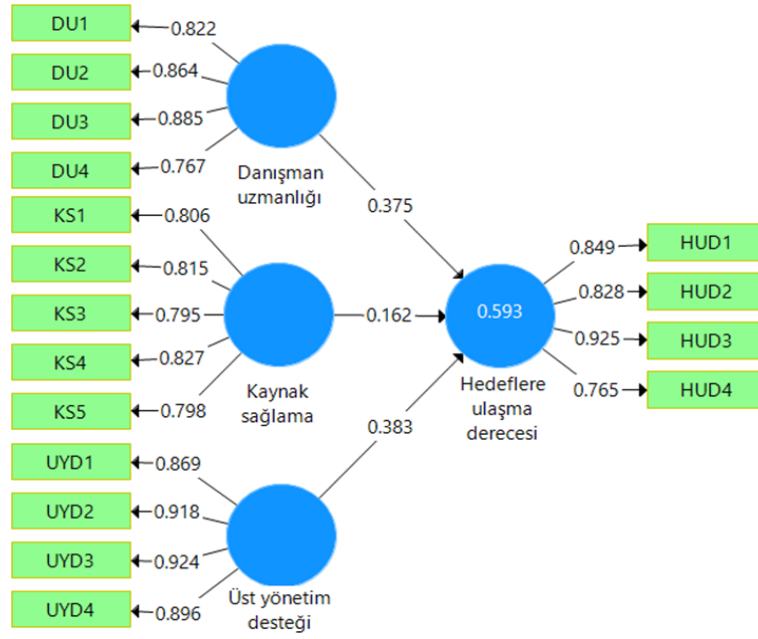 DU1
0.822
DU2
0.864
DU3
0.885
DU4
0.767
Danışman
uzmanlığı
0.375
KS1
0.806
KS2
0.815
KS3
0.795
KS4
0.827
KS5
0.798
Kaynak
sağlama
0.162
UYD1
0.869
UYD2
0.918
UYD3
0.924
UYD4
0.896
Üst yönetim
desteği
0.383
0.593
Hedeflere
ulaşma
derecesi
0.849
HUD1
0.828
HUD2
0.925
HUD3
0.765
HUD4